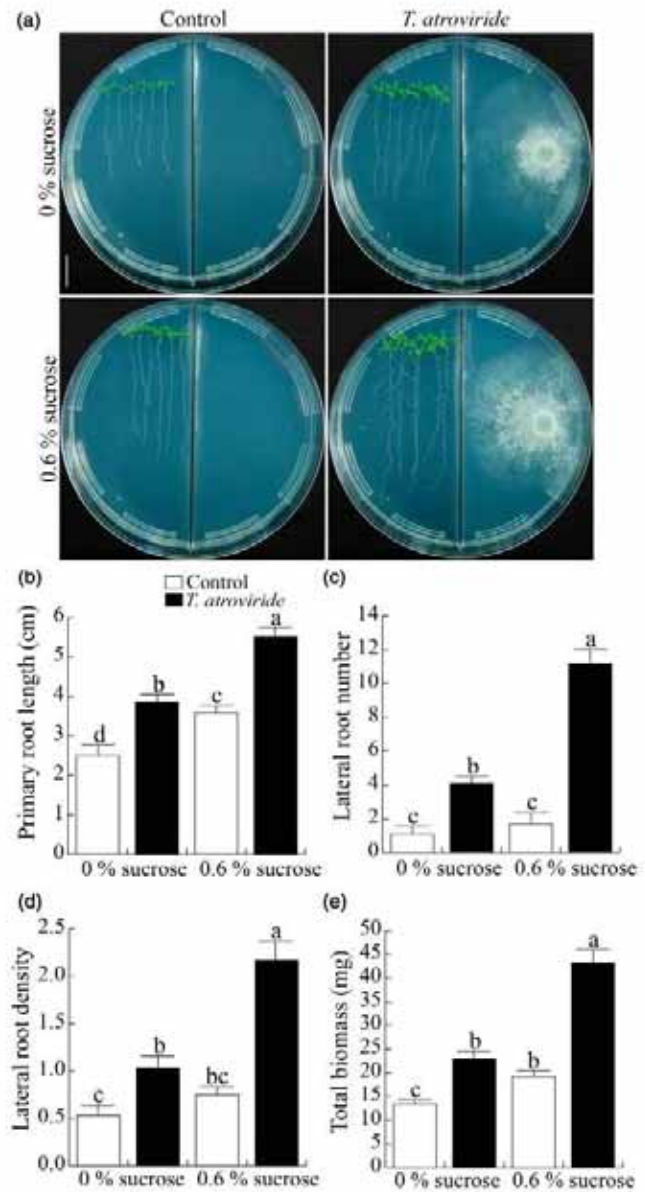 (a) Control T. atroviride
0 % sucrose
0.6 % sucrose
(b) (c)
Control
T. atroviride
Primary root length (cm)
6
5
4
3
2
1
0
d
b
c
a
0 % sucrose 0.6 % sucrose
Lateral root number
14
12
10
8
6
4
2
0
c
b
c
a
0 % sucrose 0.6 % sucrose
(d) (e)
Lateral root density
2.5
2.0
1.5
1.0
0.5
0.0
c
b
bc
a
0 % sucrose 0.6 % sucrose
Total biomass (mg)
50
45
40
35
30
25
20
15
10
5
0
c
b
b
a
0 % sucrose 0.6 % sucrose